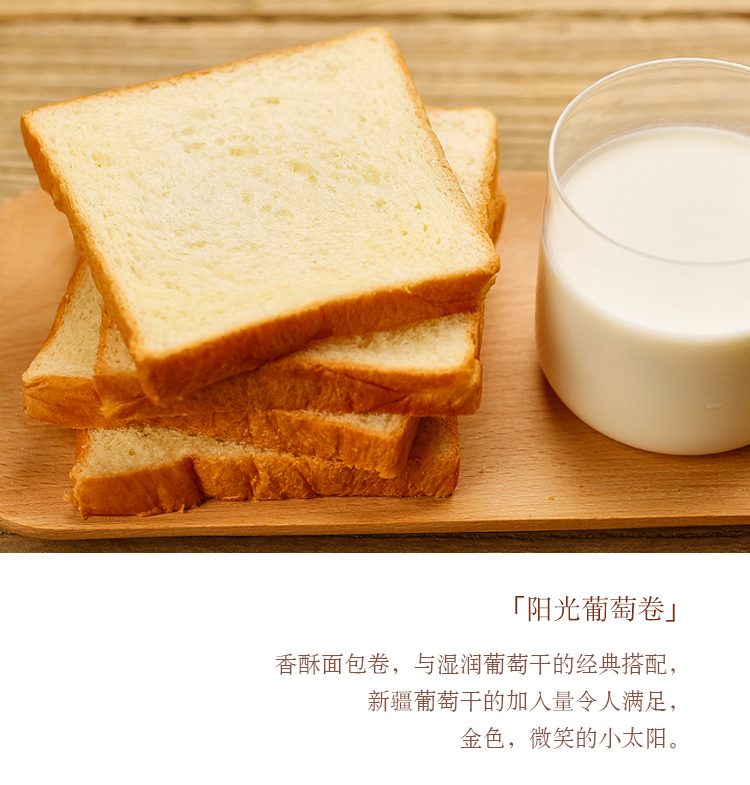 「阳光葡萄卷」
香酥面包卷，与湿润葡萄干的经典搭配，
新疆葡萄干的加入量令人满足，
金色，微笑的小太阳。